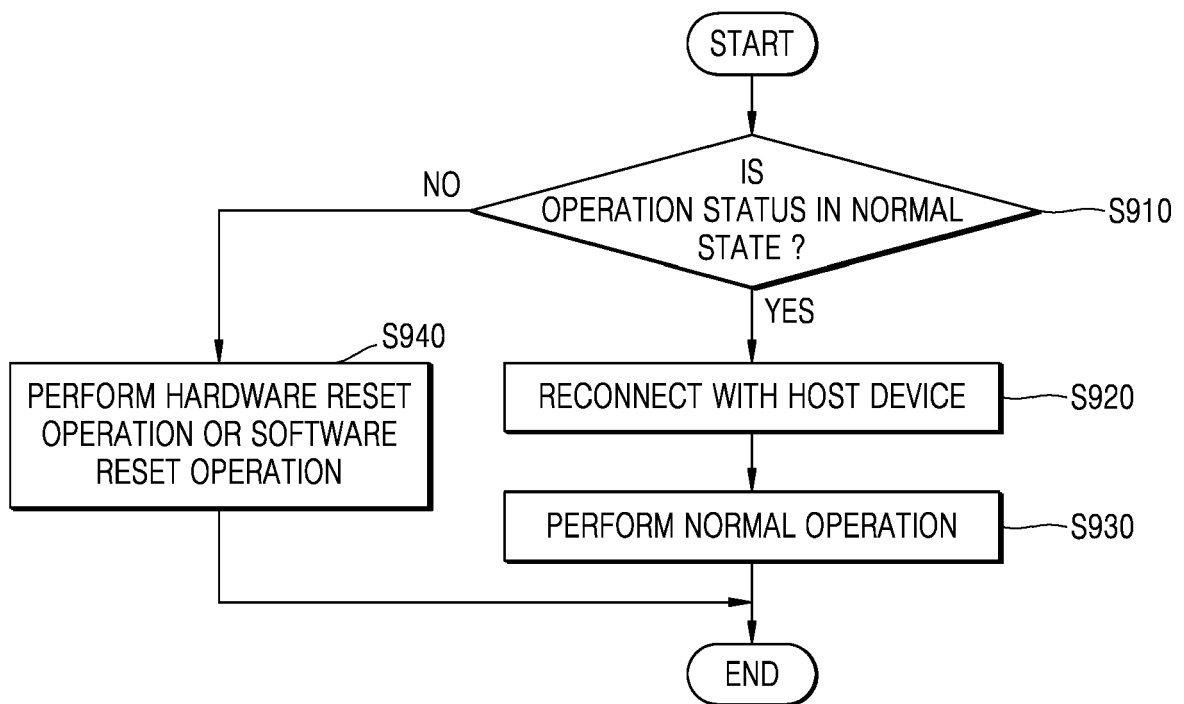 START
IS
OPERATION STATUS IN NORMAL
STATE ?
S910
NO
YES
S940
PERFORM HARDWARE RESET
OPERATION OR SOFTWARE
RESET OPERATION
RECONNECT WITH HOST DEVICE
S920
PERFORM NORMAL OPERATION
S930
END